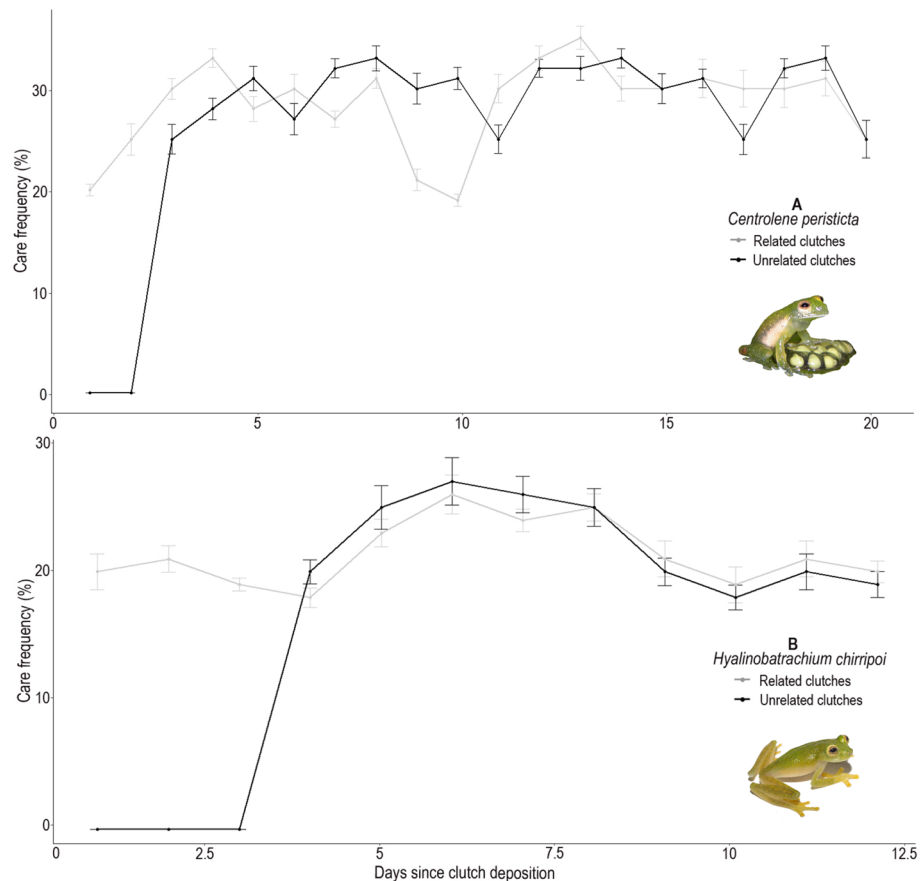 Care frequency (%)
30
20
10
0
A
Centrolene peristicta
Related clutches
Unrelated clutches
0 5 10 15 20
Care frequency (%)
30
20
10
0
B
Hyalinobatrachium chirripoi
Related clutches
Unrelated clutches
0 2.5 5 7.5 10 12.5
Days since clutch deposition